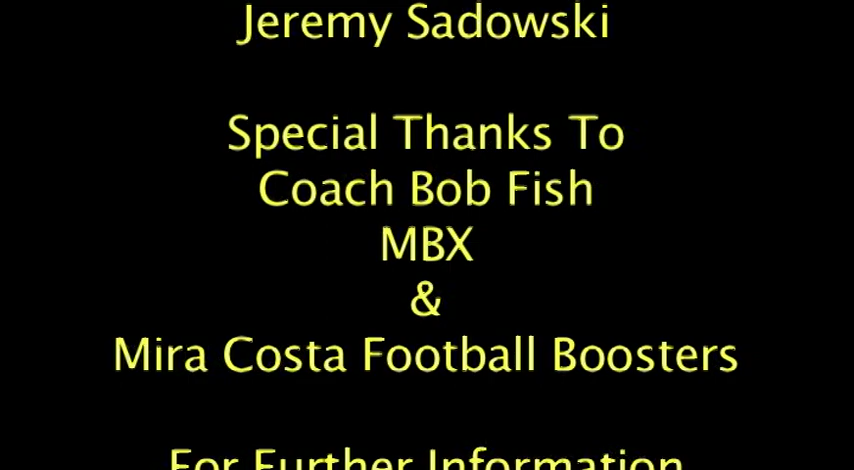 Jeremy Sadowski
Special Thanks To
Coach Bob Fish
MBX
&
Mira Costa Football Boosters
For Further Information